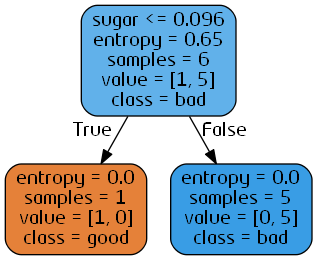 sugar <= 0.096
entropy = 0.65
samples = 6
value = [1, 5]
class = bad
True
False
entropy = 0.0
samples = 1
value = [1, 0]
class = good
entropy = 0.0
samples = 5
value = [0, 5]
class = bad